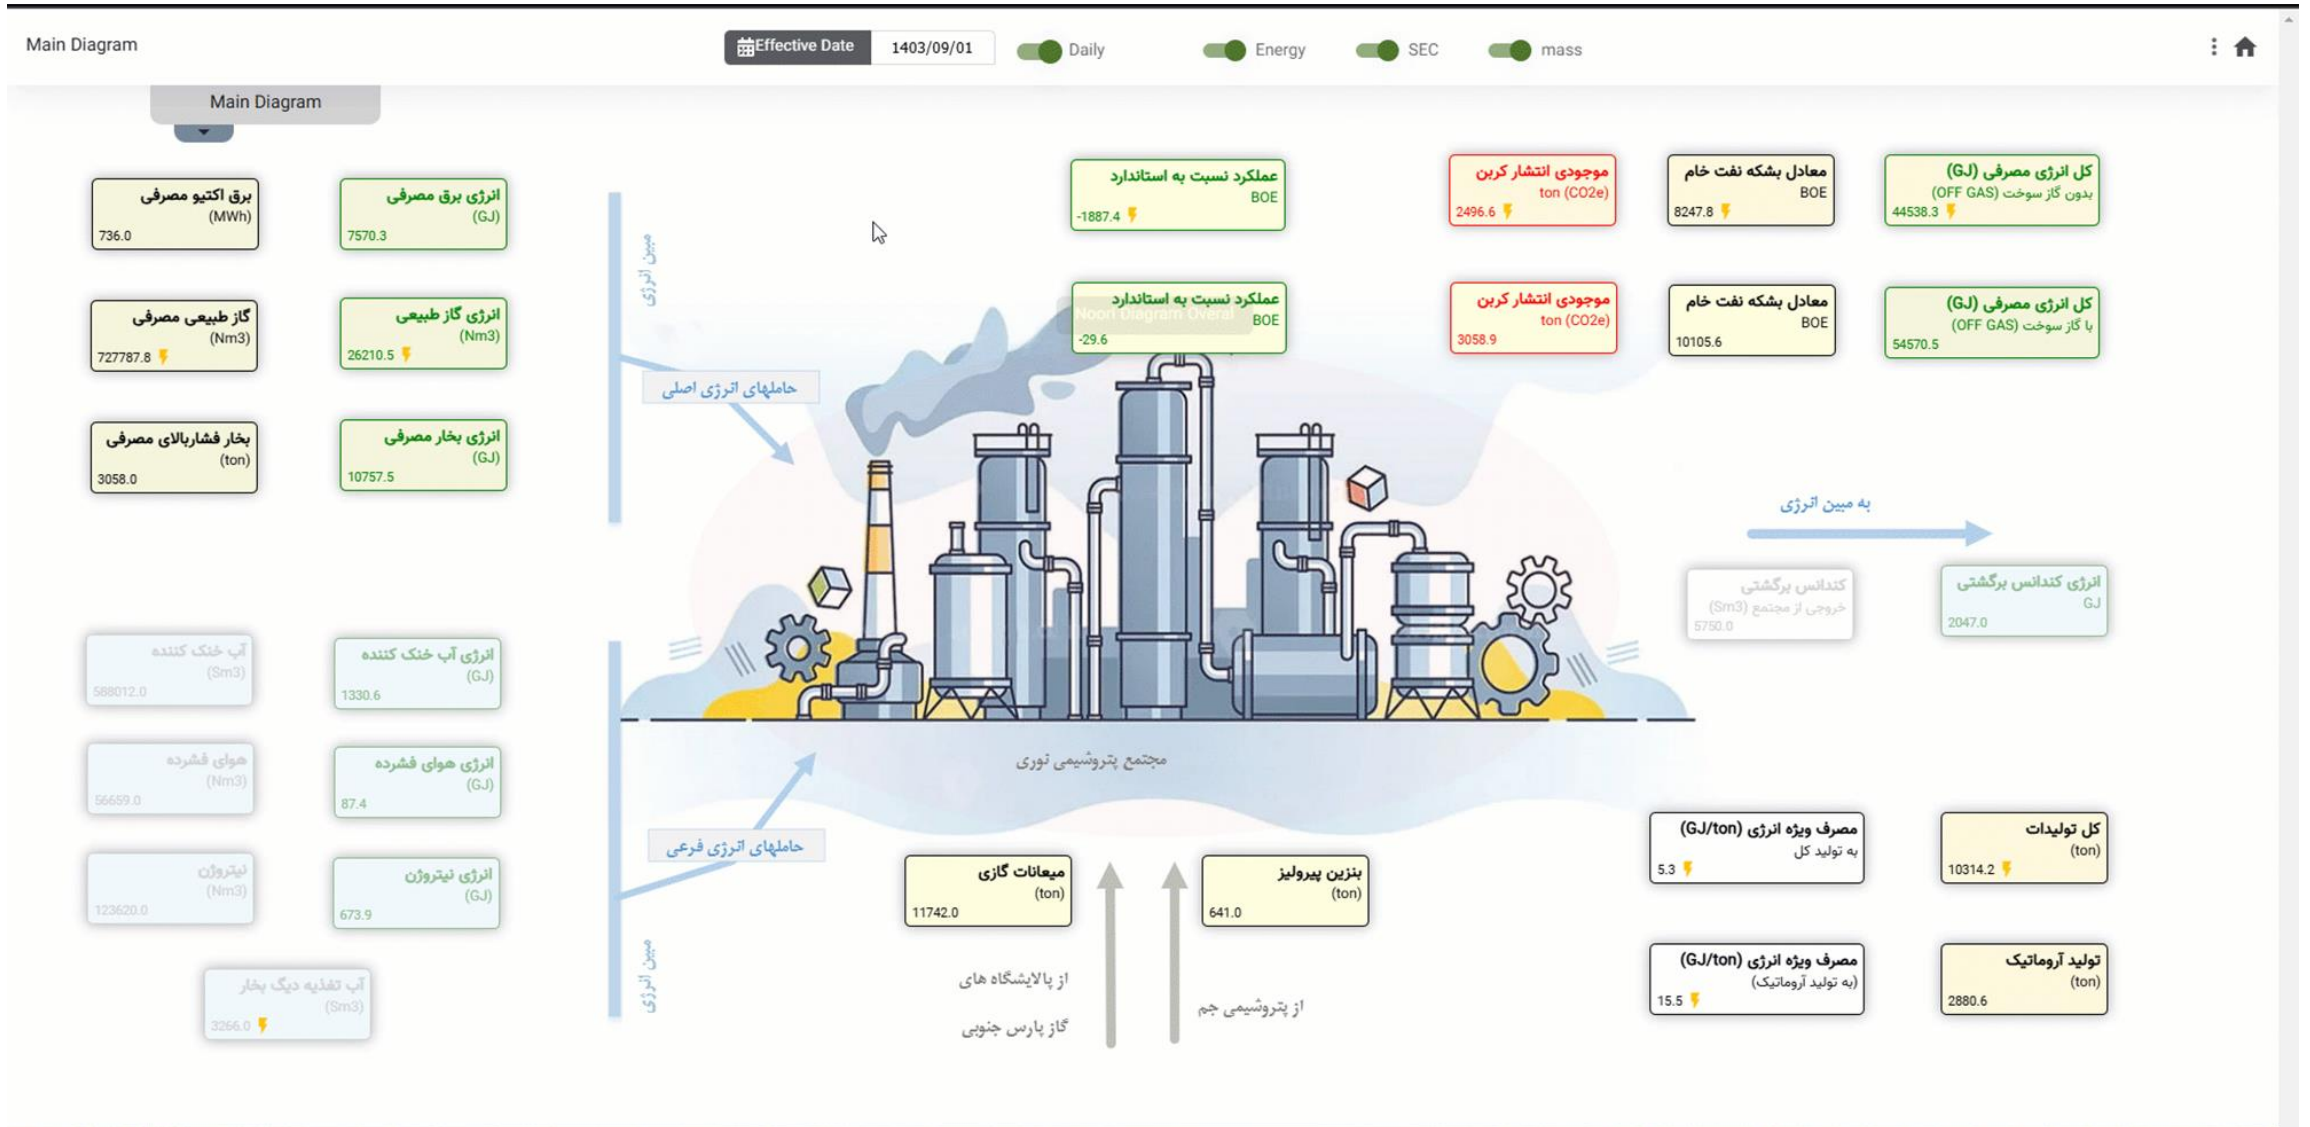 Main Diagram
Effective Date
1403/09/01
Daily
Energy
SEC
mass
Main Diagram
برق اکتیو مصرفی
(MWh)
736.0
انرژی برق مصرفی
(GJ)
7570.3
گاز طبیعی مصرفی
(Nm3)
727787.8
انرژی گاز طبیعی
(Nm3)
26210.5
بخار فشاربالای مصرفی
(ton)
3058.0
انرژی بخار مصرفی
(GJ)
10757.5
مبین انرژی
حاملهای انرژی اصلی
عملکرد نسبت به استاندارد
BOE
-1887.4
موجودی انتشار کربن
ton (CO2e)
2496.6
معادل بشکه نفت خام
BOE
8247.8
کل انرژی مصرفی (GJ)
بدون گاز سوخت (OFF GAS)
44538.3
عملکرد نسبت به استاندارد
Noori Diagram Overal
BOE
-29.6
موجودی انتشار کربن
ton (CO2e)
3058.9
معادل بشکه نفت خام
BOE
10105.6
کل انرژی مصرفی (GJ)
با گاز سوخت (OFF GAS)
54570.5
به مبین انرژی
کندانس برگشتی
خروجی از مجتمع (Sm3)
5750.0
انرژی کندانس برگشتی
GJ
2047.0
آب خنک کننده
(Sm3)
588012.0
انرژی آب خنک کننده
(GJ)
1330.6
هوای فشرده
(Nm3)
56659.0
انرژی هوای فشرده
(GJ)
87.4
نیتروژن
(Nm3)
123620.0
انرژی نیتروژن
(GJ)
673.9
آب تغذیه دیگ بخار
(Sm3)
3266.0
مبین انرژی
حاملهای انرژی فرعی
مجتمع پتروشیمی نوری
میعانات گازی
(ton)
11742.0
از پالایشگاه های
گاز پارس جنوبی
بنزین پیرولیز
(ton)
641.0
از پتروشیمی جم
مصرف ویژه انرژی (GJ/ton)
به تولید کل
5.3
کل تولیدات
(ton)
10314.2
مصرف ویژه انرژی (GJ/ton)
(به تولید آروماتیک)
15.5
تولید آروماتیک
(ton)
2880.6